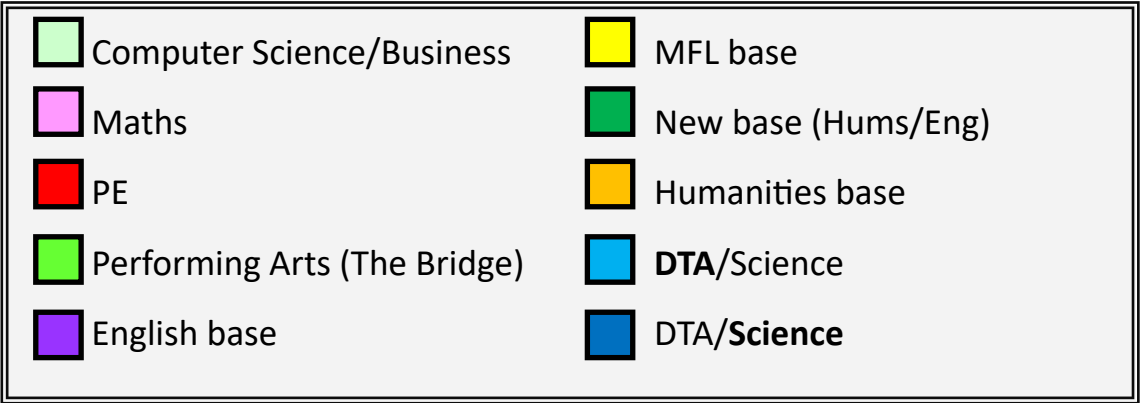 Computer Science/Business
Maths
PE
Performing Arts (The Bridge)
English base
MFL base
New base (Hums/Eng)
Humanities base
DTA/Science
DTA/Science